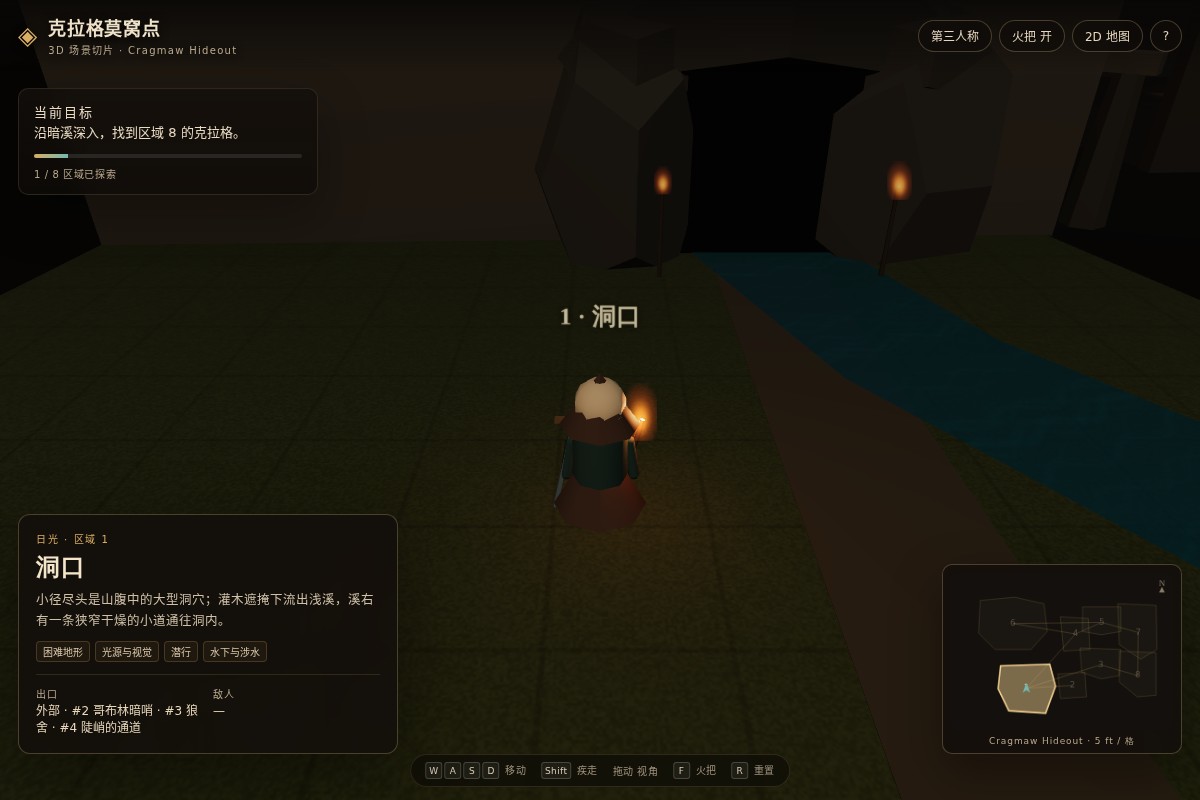 克拉格莫窝点
3D 场景切片 · Cragmaw Hideout
第三人称
火把 开
2D 地图
?
当前目标
沿暗溪深入，找到区域 8 的克拉格。
1 / 8 区域已探索
1 · 洞口
日光 · 区域 1
洞口
小径尽头是山腹中的大型洞穴；灌木遮掩下流出浅溪，溪右
有一条狭窄干燥的小道通往洞内。
困难地形
光源与视觉
潜行
水下与涉水
出口
外部 · #2 哥布林暗哨 · #3 狼
舍 · #4 陡峭的通道
敌人
—
N
6
4
5
7
3
2
8
Cragmaw Hideout · 5 ft / 格
W A S D 移动 Shift 疾走 拖动 视角 F 火把 R 重置